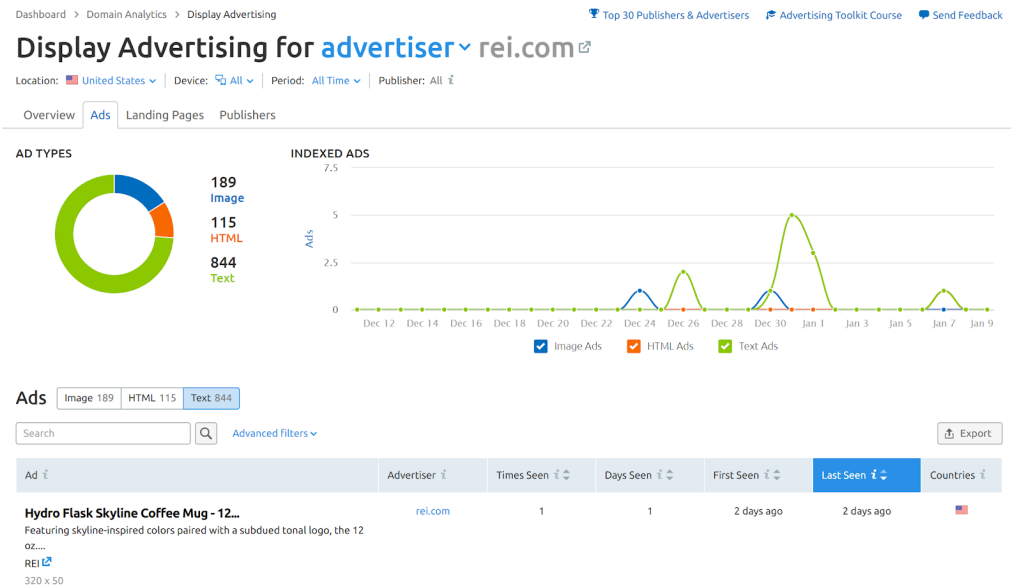 Dashboard > Domain Analytics > Display Advertising
Top 30 Publishers & Advertisers Advertising Toolkit Course Send Feedback
Display Advertising for advertiser rei.com
Location: United States Device: All Period: All Time Publisher: All i
Overview Ads Landing Pages Publishers
AD TYPES
189
Image
115
HTML
844
Text
INDEXED ADS
7.5
5
2.5
0
Ads
Dec 12 Dec 14 Dec 16 Dec 18 Dec 20 Dec 22 Dec 24 Dec 26 Dec 28 Dec 30 Jan 1 Jan 3 Jan 5 Jan 7 Jan 9
Image Ads HTML Ads Text Ads
Ads Image 189 HTML 115 Text 844
Search Advanced filters Export
Ad i Advertiser i Times Seen i Days Seen i First Seen i Last Seen i Countries i
Hydro Flask Skyline Coffee Mug - 12... rei.com 1 1 2 days ago 2 days ago
Featuring skyline-inspired colors paired with a subdued tonal logo, the 12
oz....
REI
320 x 50